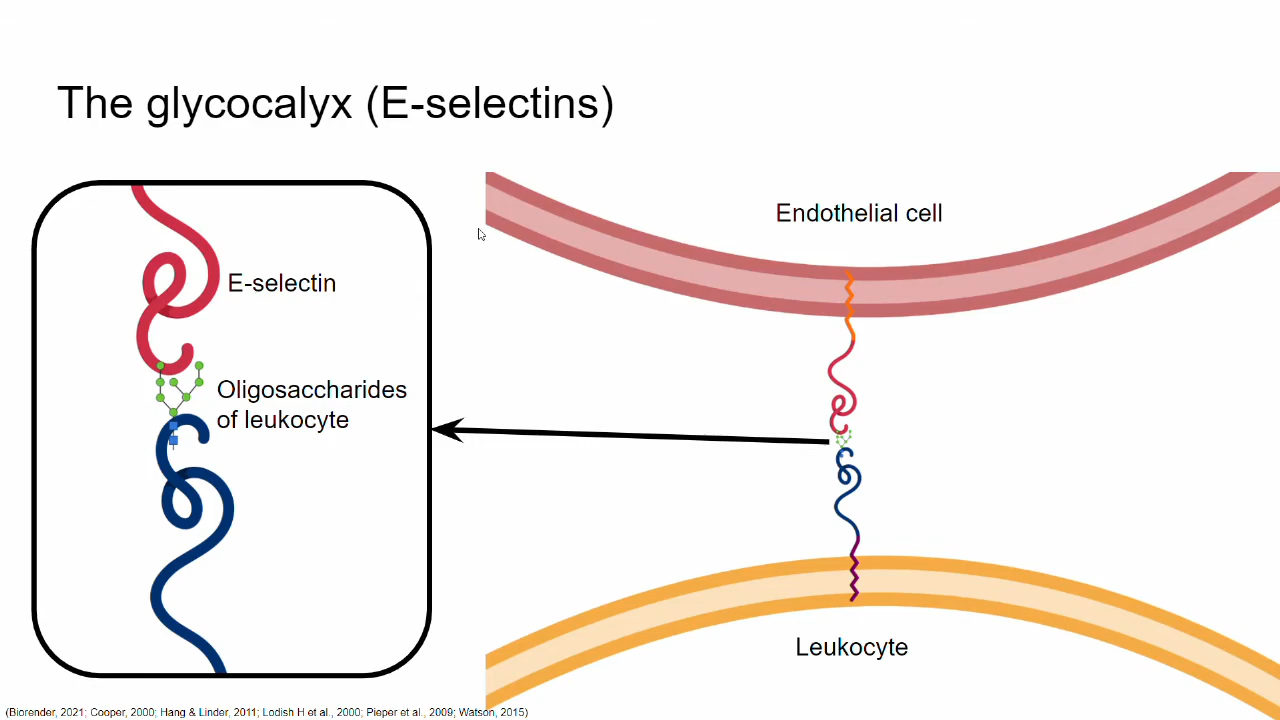 The glycocalyx (E-selectins)
E-selectin
Oligosaccharides
of leukocyte
Endothelial cell
Leukocyte
(Biorender, 2021; Cooper, 2000; Hang & Linder, 2011; Lodish H et al., 2000; Pieper et al., 2009; Watson, 2015)